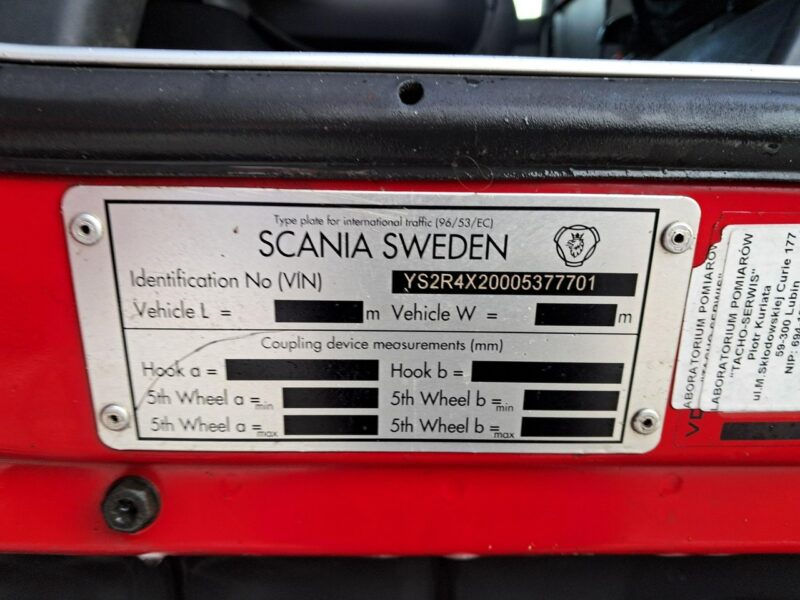 Type plate for international traffic (96/53/EC)
SCANIA SWEDEN
Identification No (VIN) YS2R4X20005377701
Vehicle L = m Vehicle W = m
Coupling device measurements (mm)
Hook a = Hook b =
5th Wheel a = min 5th Wheel b = min
5th Wheel a = max 5th Wheel b = max
LABORATORIUM POMIARÓW
"TACHO-SERWIS"
Piotr Kuriata
ul.M.Skłodowskiej Curie 177
59-300 Lubin